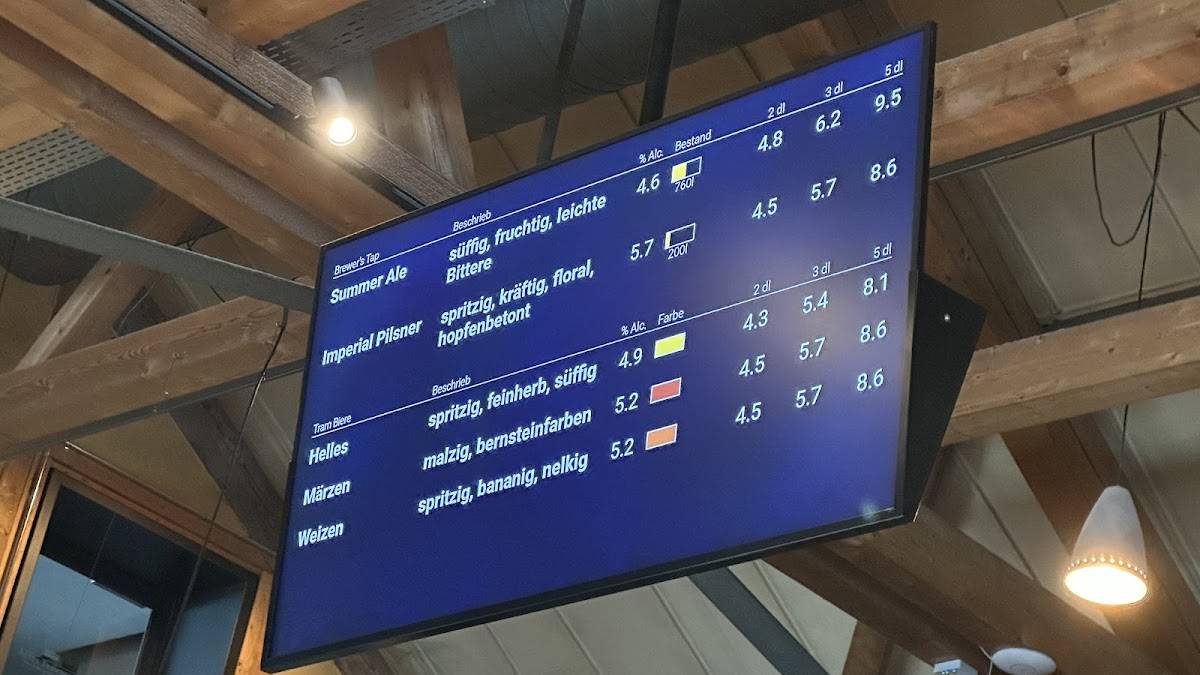 Brewer's Tap Beschrieb % Alc. Bestand 2 dl 3 dl 5 dl
Summer Ale süffig, fruchtig, leichte 4.6 760l 4.8 6.2 9.5
Bittere
Imperial Pilsner spritzig, kräftig, floral, 5.7 200l 4.5 5.7 8.6
hopfenbetont
Tram Biere Beschrieb % Alc. Farbe 2 dl 3 dl 5 dl
Helles spritzig, feinherb, süffig 4.9 4.3 5.4 8.1
Märzen malzig, bernsteinfarben 5.2 4.5 5.7 8.6
Weizen spritzig, bananig, nelkig 5.2 4.5 5.7 8.6